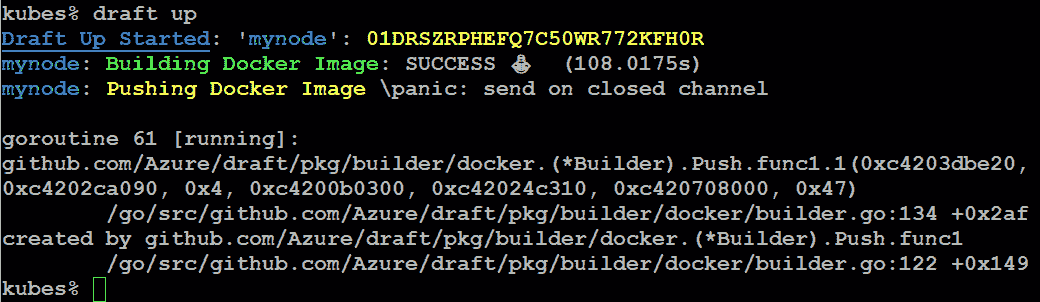 kubes% draft up
Draft Up Started: 'mynode': 01DRSZRPHEFQ7C50WR772KFH0R
mynode: Building Docker Image: SUCCESS ⚓  (108.0175s)
mynode: Pushing Docker Image \panic: send on closed channel
goroutine 61 [running]:
github.com/Azure/draft/pkg/builder/docker.(*Builder).Push.func1.1(0xc4203dbe20,
0xc4202ca090, 0x4, 0xc4200b0300, 0xc42024c310, 0xc420708000, 0x47)
/go/src/github.com/Azure/draft/pkg/builder/docker/builder.go:134 +0x2af
created by github.com/Azure/draft/pkg/builder/docker.(*Builder).Push.func1
/go/src/github.com/Azure/draft/pkg/builder/docker/builder.go:122 +0x149
kubes%